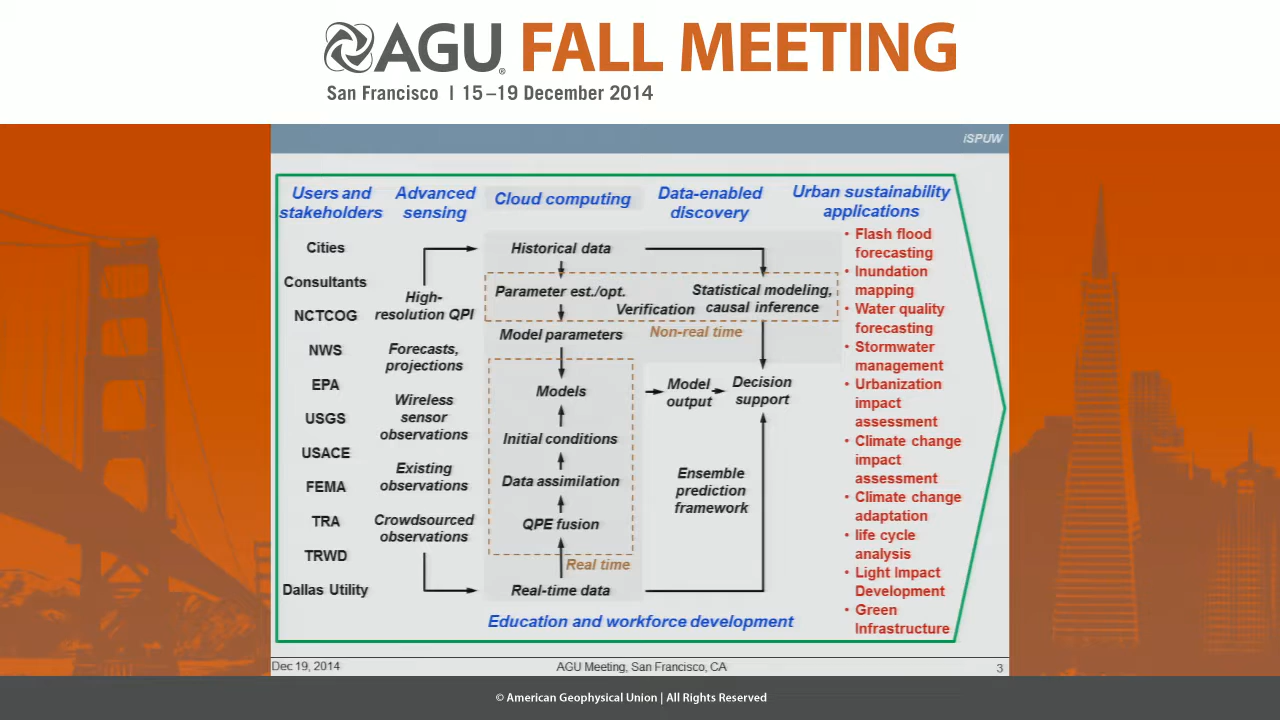 AGU FALL MEETING
San Francisco | 15–19 December 2014
iSPUW
Users and
stakeholders
Advanced
sensing
Cloud computing
Data-enabled
discovery
Urban sustainability
applications
Cities
Consultants
NCTCOG
NWS
EPA
USGS
USACE
FEMA
TRA
TRWD
Dallas Utility
High-
resolution QPI
Forecasts,
projections
Wireless
sensor
observations
Existing
observations
Crowdsourced
observations
Historical data
Parameter est./opt.
Verification
Statistical modeling,
causal inference
Non-real time
Model parameters
Models
Initial conditions
Data assimilation
QPE fusion
Real time
Real-time data
Model
output
Decision
support
Ensemble
prediction
framework
• Flash flood
forecasting
• Inundation
mapping
• Water quality
forecasting
• Stormwater
management
• Urbanization
impact
assessment
• Climate change
impact
assessment
• Climate change
adaptation
• life cycle
analysis
• Light Impact
Development
• Green
Infrastructure
Education and workforce development
Dec 19, 2014
AGU Meeting, San Francisco, CA
3
© American Geophysical Union | All Rights Reserved